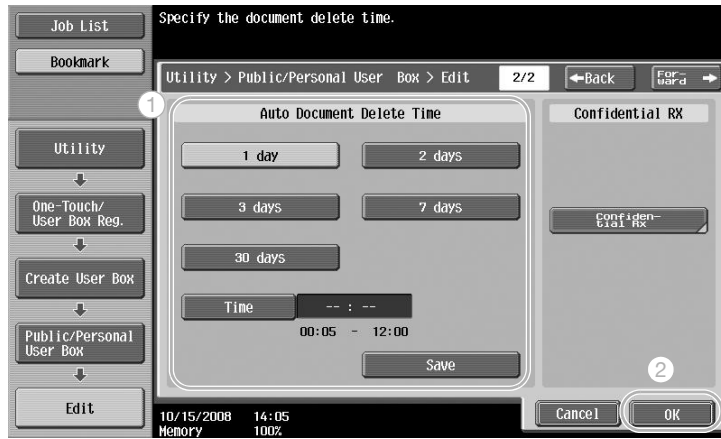 Job List
Specify the document delete time.
Bookmark
Utility > Public/Personal User Box > Edit
2/2
←Back
For-
ward →
1
Auto Document Delete Time
Confidential RX
Utility
1 day
2 days
One-Touch/
User Box Reg.
3 days
7 days
Confiden-
tial Rx
30 days
Create User Box
Time
-- : --
00:05 - 12:00
Public/Personal
User Box
Save
2
Edit
10/15/2008 14:05
Memory 100%
Cancel
OK